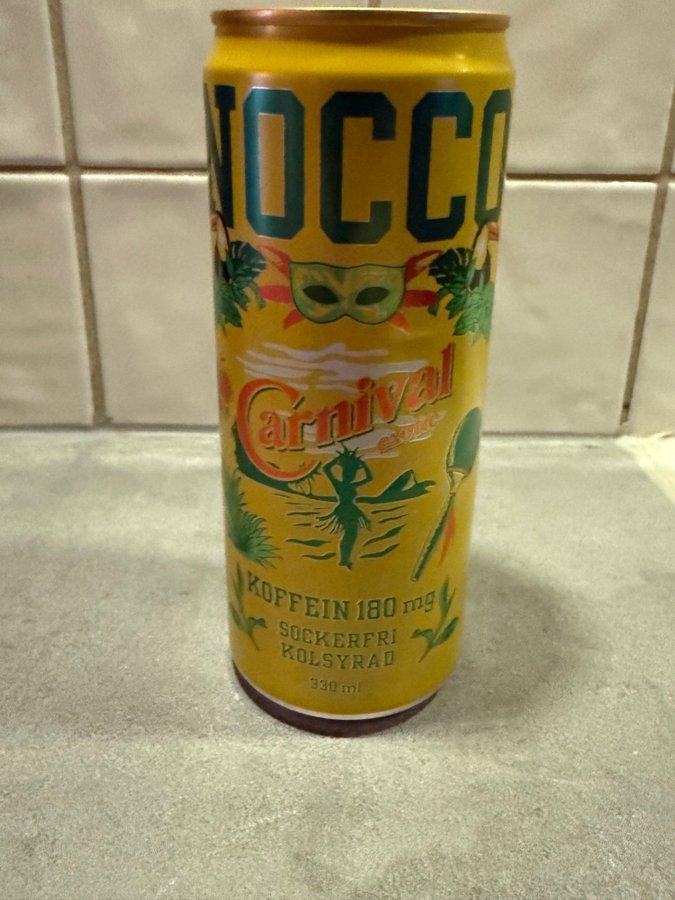 NOCCO
Carnival
KOFFEIN 180 mg
SOCKERFRI
KOLSYRAD
330 ml